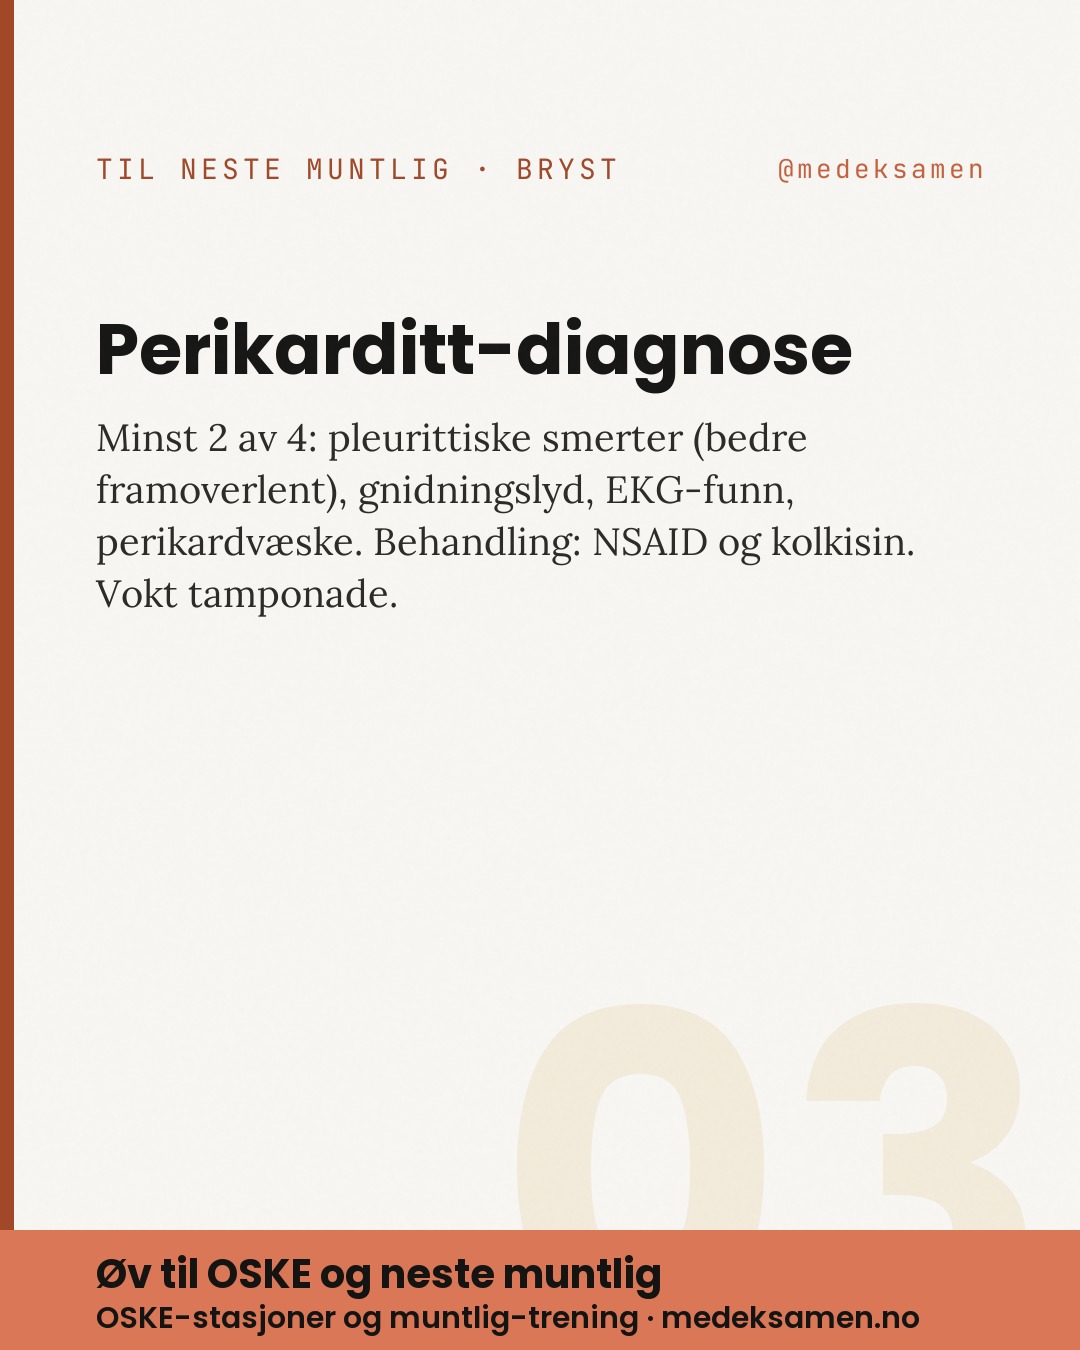 TIL NESTE MUNTLIG · BRYST
@medeksamen
Perikarditt-diagnose
Minst 2 av 4: pleurittiske smerter (bedre
framoverlent), gnidningslyd, EKG-funn,
perikardvæske. Behandling: NSAID og kolkisin.
Vokt tamponade.
03
Øv til OSKE og neste muntlig
OSKE-stasjoner og muntlig-trening · medeksamen.no